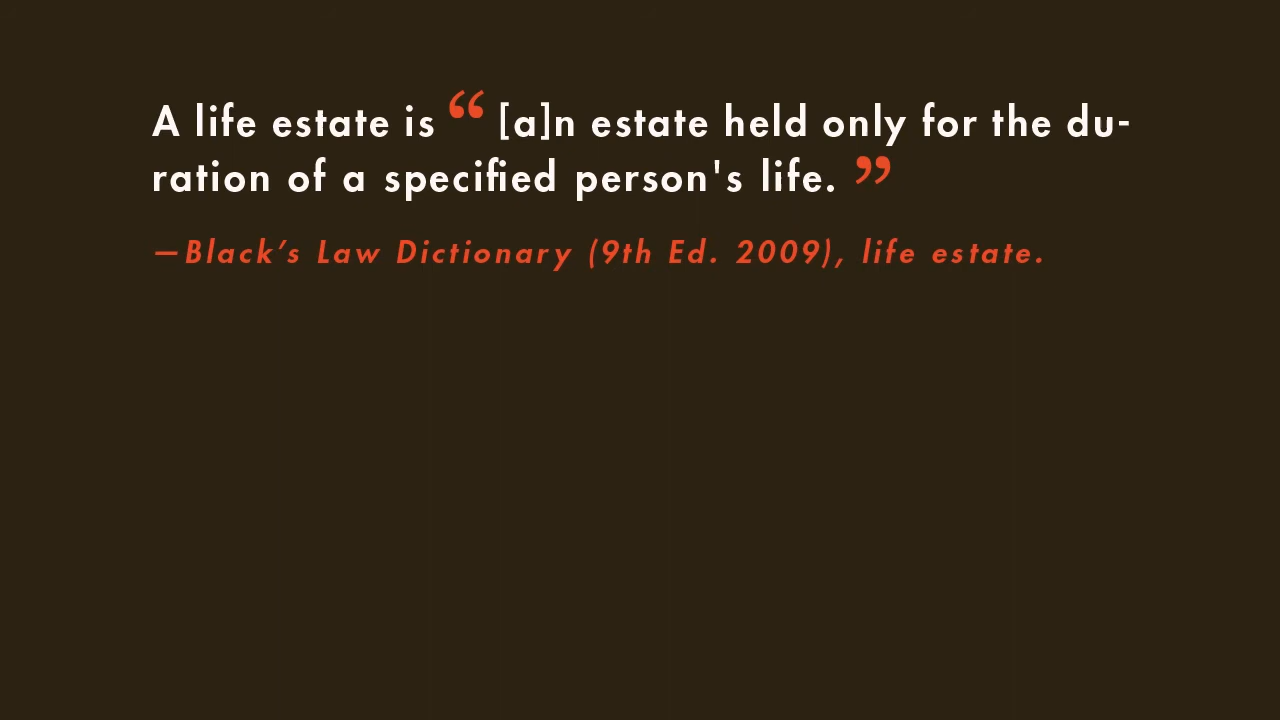 A life estate is “ [a]n estate held only for the du-
ration of a specified person's life. ”
—Black’s Law Dictionary (9th Ed. 2009), life estate.